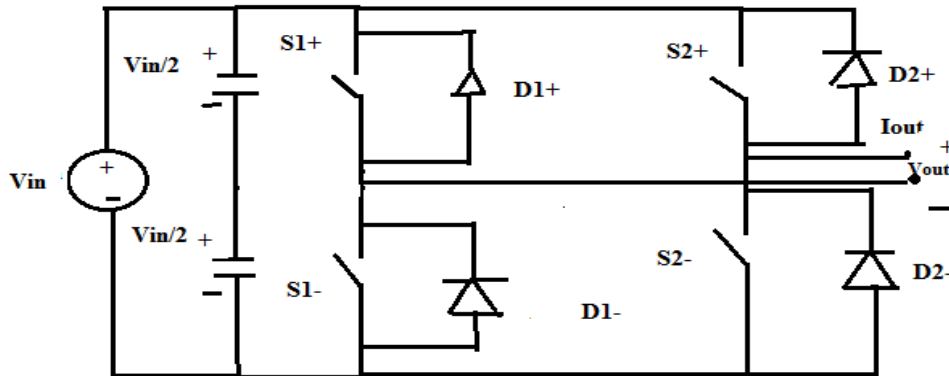 S1+
S2+
Vin/2
+
D1+
D2+
Iout
+
Vin
+
Vout
Vin/2
+
S1-
S2-
D1-
D2-